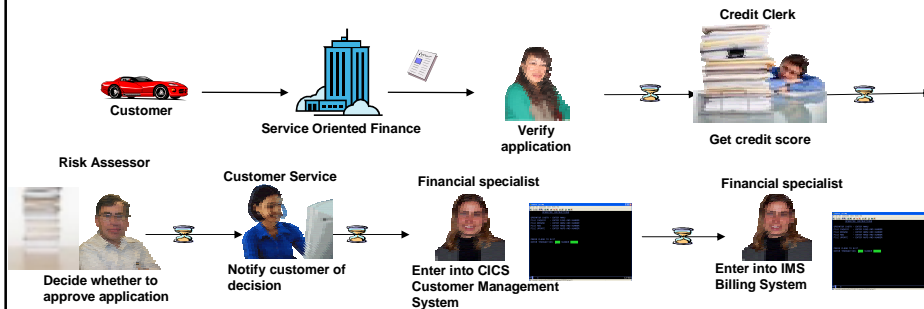 Credit Clerk
Customer
Service Oriented Finance
Verify
application
Get credit score
Risk Assessor
Decide whether to
approve application
Customer Service
Notify customer of
decision
Financial specialist
Enter into CICS
Customer Management
System
Financial specialist
Enter into IMS
Billing System